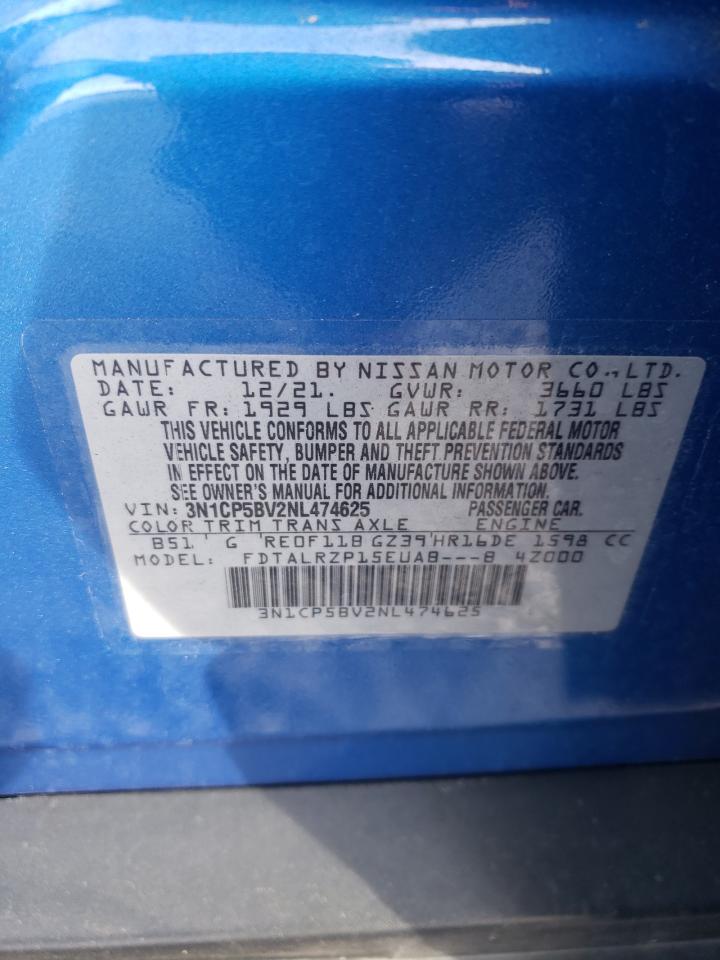 MANUFACTURED BY NISSAN MOTOR CO., LTD.
DATE: 12/21. GVWR: 3660 LBS
GAWR FR: 1929 LBS GAWR RR: 1731 LBS
THIS VEHICLE CONFORMS TO ALL APPLICABLE FEDERAL MOTOR
VEHICLE SAFETY, BUMPER AND THEFT PREVENTION STANDARDS
IN EFFECT ON THE DATE OF MANUFACTURE SHOWN ABOVE.
SEE OWNER'S MANUAL FOR ADDITIONAL INFORMATION
VIN: 3N1CP5BV2NL474625 PASSENGER CAR.
COLOR TRIM TRANS AXLE ENGINE
B51 G RE0F11B GZ39 HR16DE 1598 CC
MODEL: FDTALRZP15EUAB---B 4Z000
3N1CP5BV2NL474625